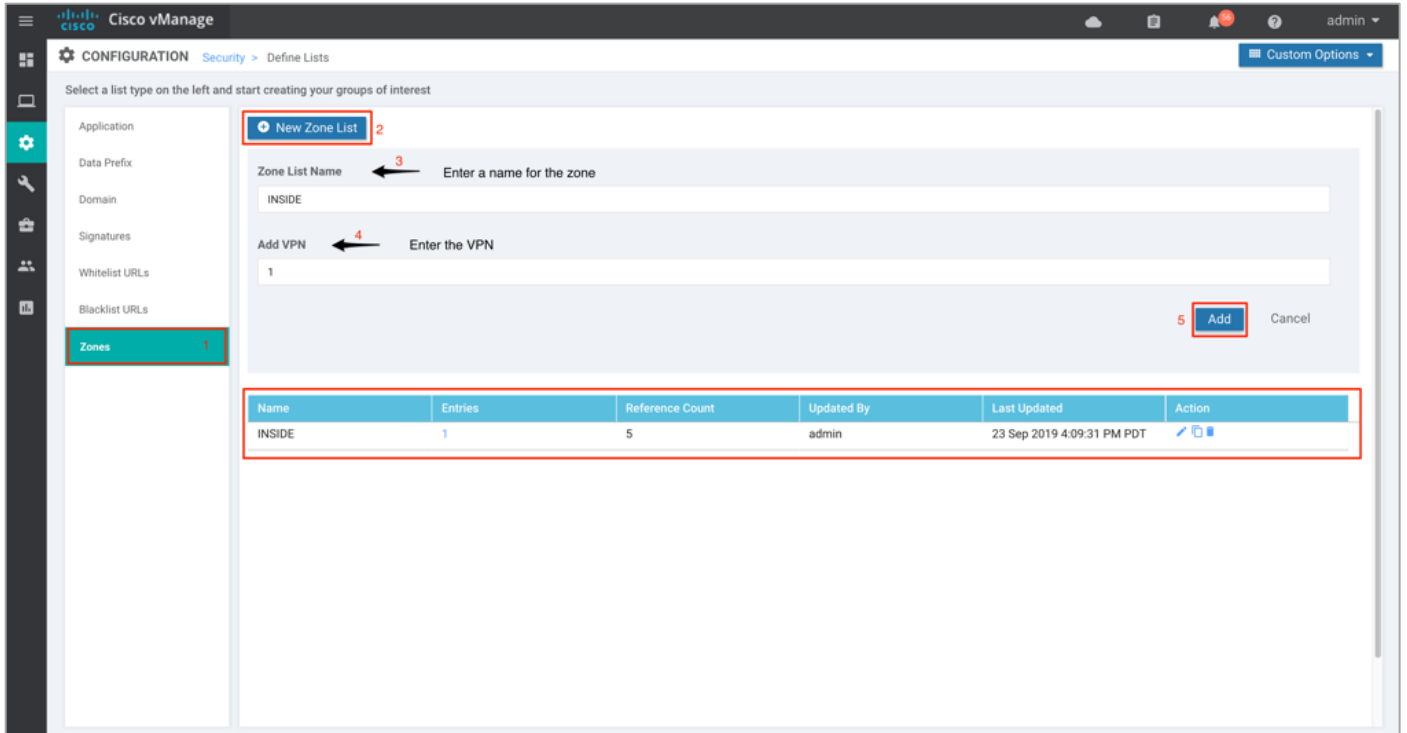 CISCO Cisco vManage 56 admin
CONFIGURATION Security > Define Lists Custom Options
Select a list type on the left and start creating your groups of interest
Application
Data Prefix
Domain
Signatures
Whitelist URLs
Blacklist URLs
Zones 1
New Zone List 2
Zone List Name 3 Enter a name for the zone
INSIDE
Add VPN 4 Enter the VPN
1
5 Add Cancel
Name Entries Reference Count Updated By Last Updated Action
INSIDE 1 5 admin 23 Sep 2019 4:09:31 PM PDT